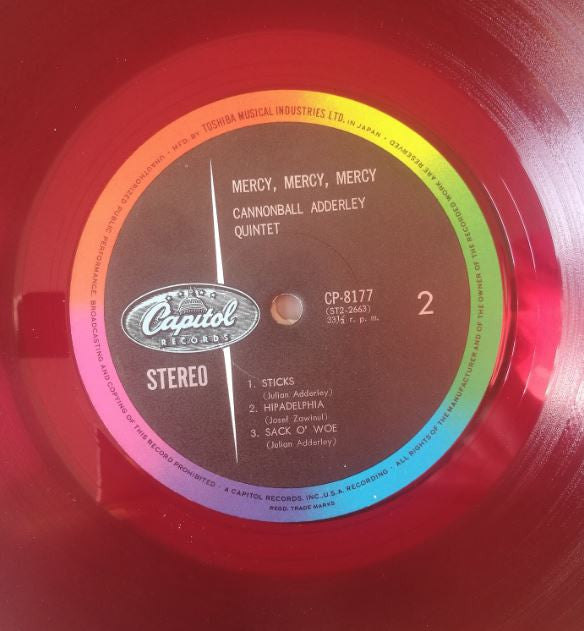 MERCY, MERCY, MERCY
CANNONBALL ADDERLEY
QUINTET
Capitol
RECORDS
CP-8177
(ST2-2663)
33⅓ r. p. m.
2
STEREO
1. STICKS
(Julian Adderley)
2. HIPADELPHIA
(Josef Zawinul)
3. SACK O' WOE
(Julian Adderley)
MFD. BY TOSHIBA MUSICAL INDUSTRIES LTD. IN JAPAN · ALL RIGHTS OF THE MANUFACTURER AND OF THE OWNER OF THE RECORDED WORK ARE RESERVED · UNAUTHORIZED PUBLIC PERFORMANCE, BROADCASTING AND COPYING OF THIS RECORD PROHIBITED · A CAPITOL RECORDS, INC., U.S.A. RECORDING ·
REGD. TRADE MARKS